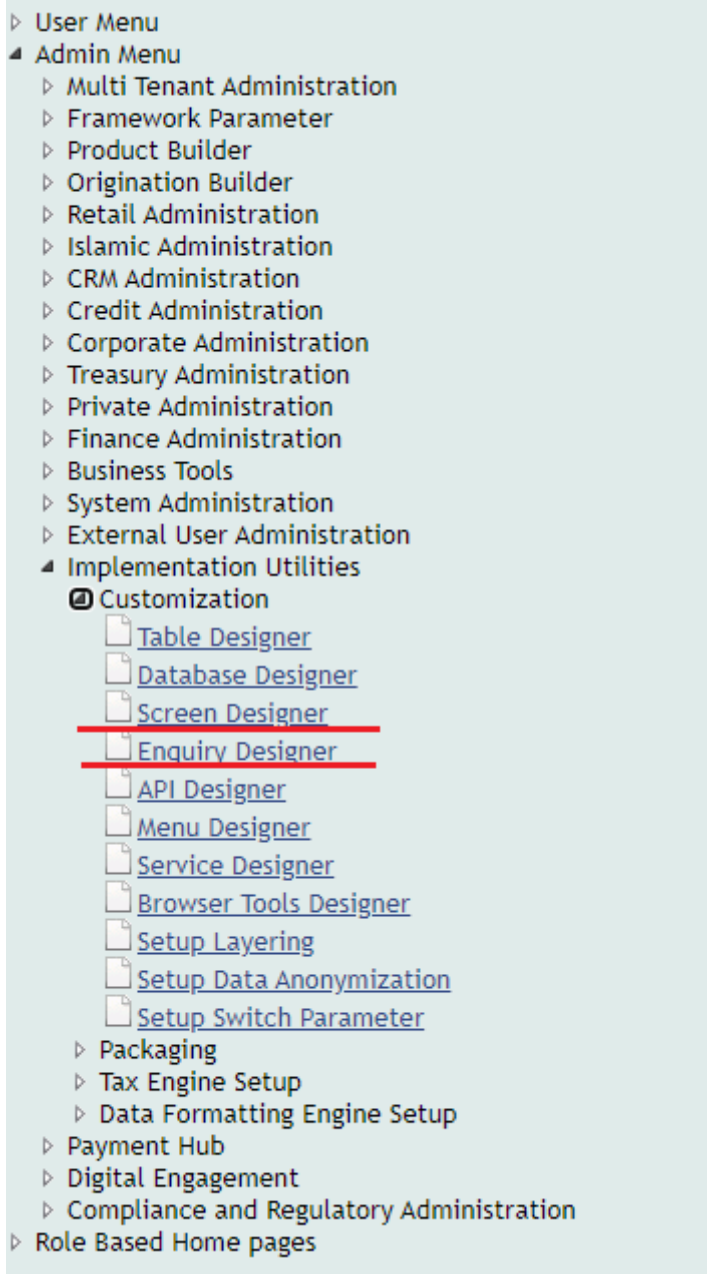 User Menu
Admin Menu
Multi Tenant Administration
Framework Parameter
Product Builder
Origination Builder
Retail Administration
Islamic Administration
CRM Administration
Credit Administration
Corporate Administration
Treasury Administration
Private Administration
Finance Administration
Business Tools
System Administration
External User Administration
Implementation Utilities
Customization
Table Designer
Database Designer
Screen Designer
Enquiry Designer
API Designer
Menu Designer
Service Designer
Browser Tools Designer
Setup Layering
Setup Data Anonymization
Setup Switch Parameter
Packaging
Tax Engine Setup
Data Formatting Engine Setup
Payment Hub
Digital Engagement
Compliance and Regulatory Administration
Role Based Home pages